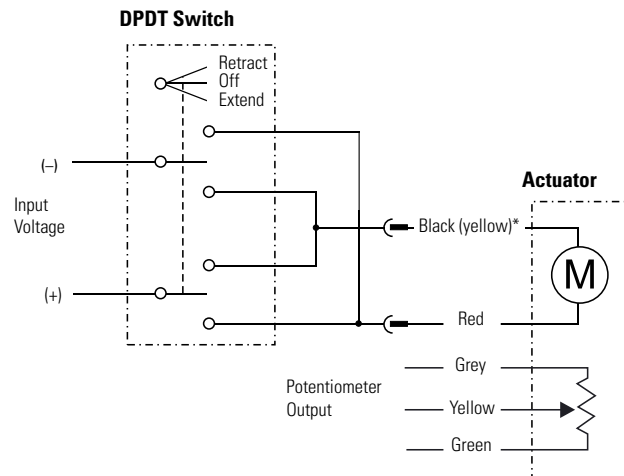 DPDT Switch
Retract
Off
Extend
(–)
Input
Voltage
(+)
Actuator
Black (yellow)*
M
Red
Grey
Potentiometer
Output
Yellow
Green